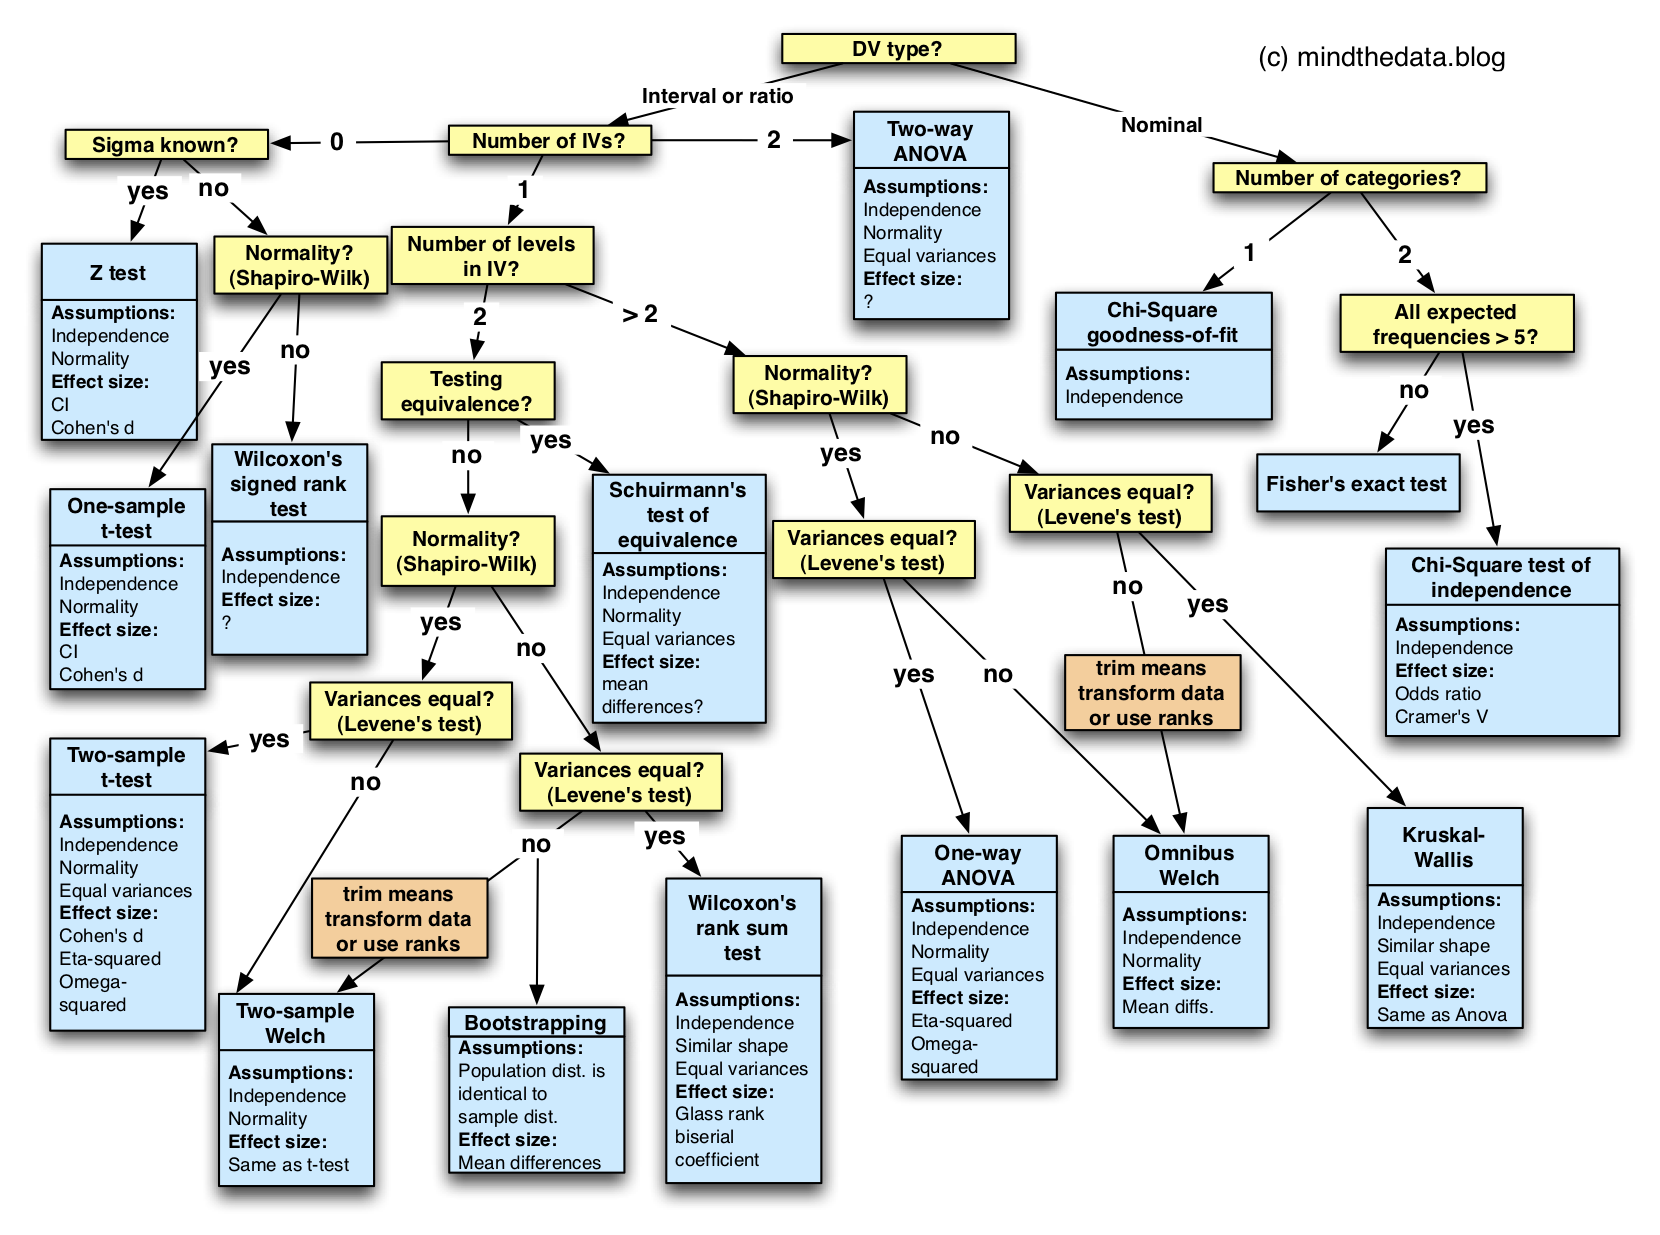 DV type?
(c) mindthedata.blog
Interval or ratio
Nominal
Sigma known?
0
Number of IVs?
2
Two-way
ANOVA
Assumptions:
Independence
Normality
Equal variances
Effect size:
?
Number of categories?
yes
no
1
1
2
Z test
Assumptions:
Independence
Normality
Effect size:
CI
Cohen's d
Normality?
(Shapiro-Wilk)
Number of levels
in IV?
yes
no
2
> 2
Chi-Square
goodness-of-fit
Assumptions:
Independence
All expected
frequencies > 5?
no
yes
Testing
equivalence?
no
yes
Normality?
(Shapiro-Wilk)
yes
no
One-sample
t-test
Assumptions:
Independence
Normality
Effect size:
CI
Cohen's d
Wilcoxon's
signed rank
test
Assumptions:
Independence
Effect size:
?
Normality?
(Shapiro-Wilk)
yes
no
Schuirmann's
test of
equivalence
Assumptions:
Independence
Normality
Equal variances
Effect size:
mean
differences?
Variances equal?
(Levene's test)
yes
no
Variances equal?
(Levene's test)
no
yes
trim means
transform data
or use ranks
Fisher's exact test
Chi-Square test of
independence
Assumptions:
Independence
Effect size:
Odds ratio
Cramer's V
Variances equal?
(Levene's test)
yes
no
Two-sample
t-test
Assumptions:
Independence
Normality
Equal variances
Effect size:
Cohen's d
Eta-squared
Omega-
squared
Variances equal?
(Levene's test)
no
yes
trim means
transform data
or use ranks
Two-sample
Welch
Assumptions:
Independence
Normality
Effect size:
Same as t-test
Bootstrapping
Assumptions:
Population dist. is
identical to
sample dist.
Effect size:
Mean differences
Wilcoxon's
rank sum
test
Assumptions:
Independence
Similar shape
Equal variances
Effect size:
Glass rank
biserial
coefficient
One-way
ANOVA
Assumptions:
Independence
Normality
Equal variances
Effect size:
Eta-squared
Omega-
squared
Omnibus
Welch
Assumptions:
Independence
Normality
Effect size:
Mean diffs.
Kruskal-
Wallis
Assumptions:
Independence
Similar shape
Equal variances
Effect size:
Same as Anova